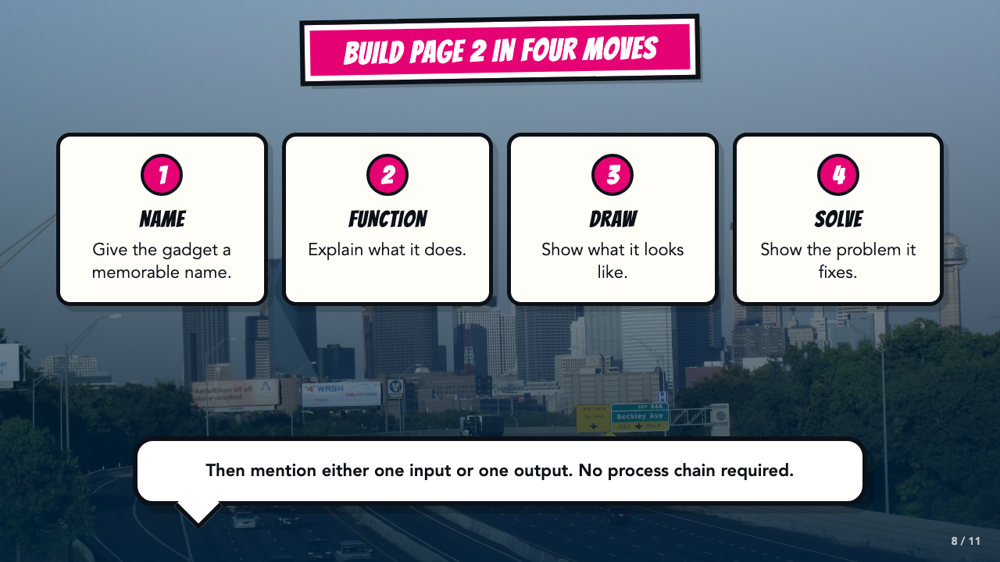 BUILD PAGE 2 IN FOUR MOVES
1
NAME
Give the gadget a
memorable name.
2
FUNCTION
Explain what it does.
3
DRAW
Show what it looks
like.
4
SOLVE
Show the problem it
fixes.
Ambitions of all
sizes wanted.
$4 WASH
EXIT 44A
Beckley Ave
EXIT ONLY
Then mention either one input or one output. No process chain required.
8 / 11